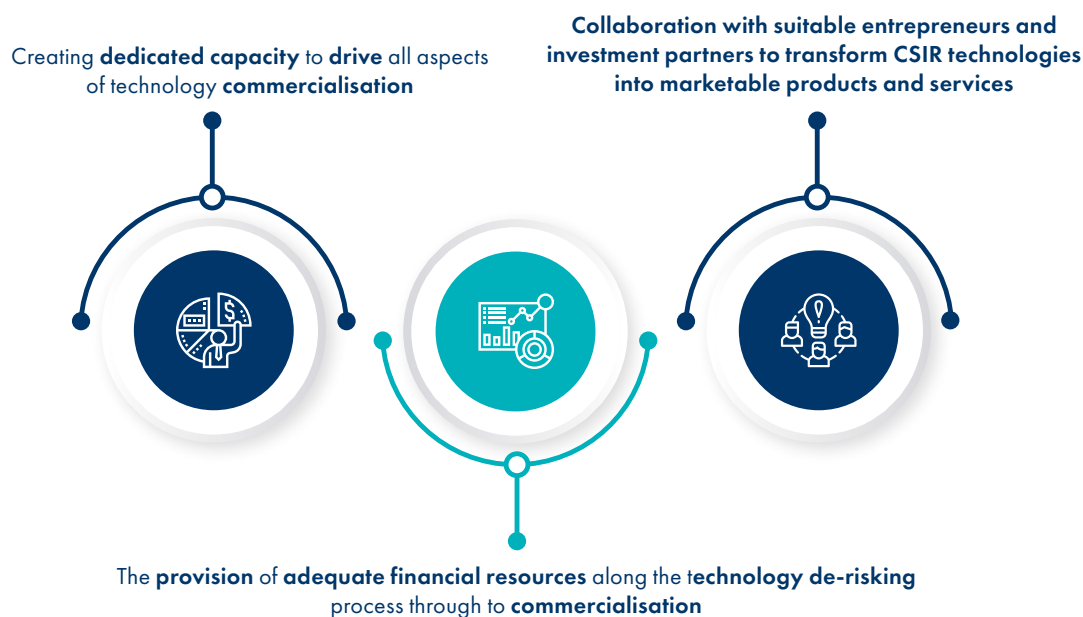 Creating dedicated capacity to drive all aspects
of technology commercialisation
Collaboration with suitable entrepreneurs and
investment partners to transform CSIR technologies
into marketable products and services
$
The provision of adequate financial resources along the technology de-risking
process through to commercialisation